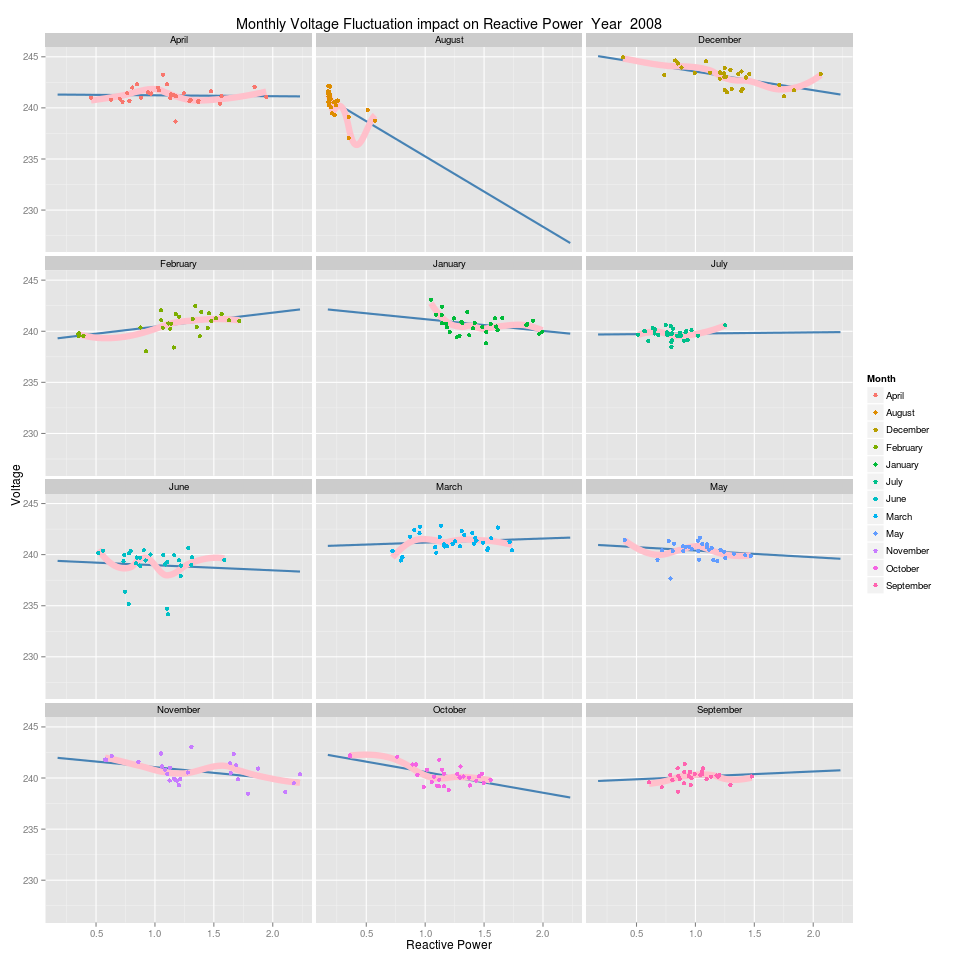 Monthly Voltage Fluctuation impact on Reactive Power  Year  2008
April August December
245
240
235
230
February January July
245
240
235
230
Voltage
June March May
245
240
235
230
November October September
245
240
235
230
0.5 1.0 1.5 2.0 0.5 1.0 1.5 2.0 0.5 1.0 1.5 2.0
Reactive Power
Month
April
August
December
February
January
July
June
March
May
November
October
September